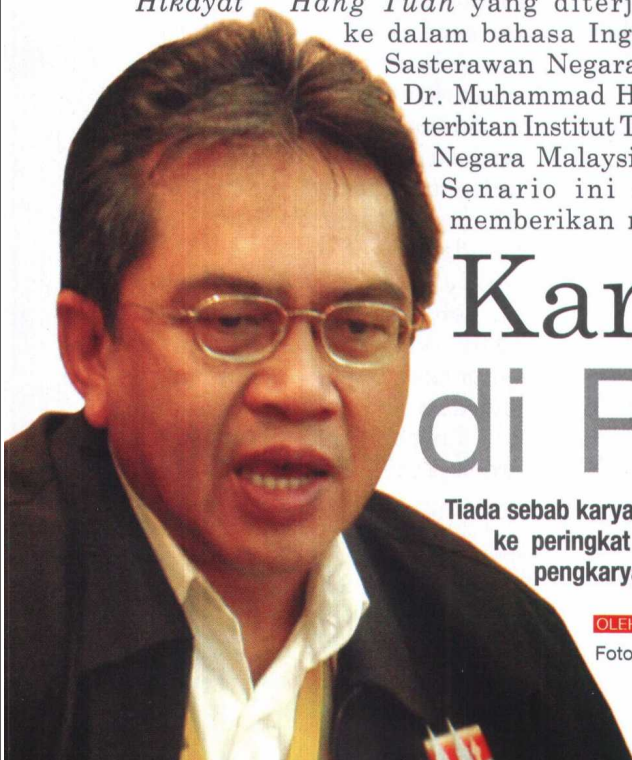 Hikayat Hang Tuah yang diterj
ke dalam bahasa Ing
Sasterawan Negara
Dr. Muhammad H
terbitan Institut T
Negara Malaysi
Senario ini
memberikan
Kar
di P
Tiada sebab karya
ke peringkat
pengkarya
OLEH
Foto